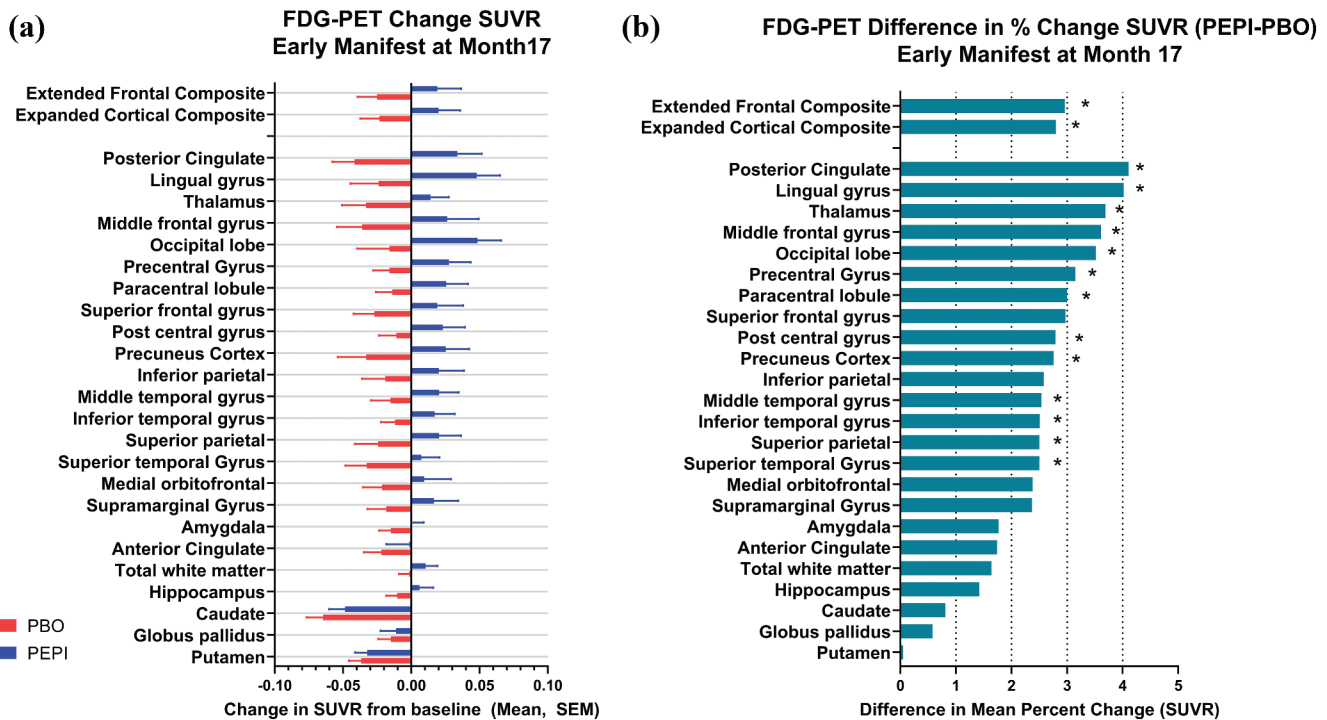 (a)
FDG-PET Change SUVR
Early Manifest at Month17
Extended Frontal Composite
Expanded Cortical Composite
Posterior Cingulate
Lingual gyrus
Thalamus
Middle frontal gyrus
Occipital lobe
Precentral Gyrus
Paracentral lobule
Superior frontal gyrus
Post central gyrus
Precuneus Cortex
Inferior parietal
Middle temporal gyrus
Inferior temporal gyrus
Superior parietal
Superior temporal Gyrus
Medial orbitofrontal
Supramarginal Gyrus
Amygdala
Anterior Cingulate
Total white matter
Hippocampus
Caudate
Globus pallidus
Putamen
PBO
PEPI
-0.10 -0.05 0.00 0.05 0.10
Change in SUVR from baseline (Mean, SEM)
(b)
FDG-PET Difference in % Change SUVR (PEPI-PBO)
Early Manifest at Month 17
Extended Frontal Composite *
Expanded Cortical Composite *
Posterior Cingulate *
Lingual gyrus *
Thalamus *
Middle frontal gyrus *
Occipital lobe *
Precentral Gyrus *
Paracentral lobule *
Superior frontal gyrus
Post central gyrus *
Precuneus Cortex *
Inferior parietal
Middle temporal gyrus *
Inferior temporal gyrus *
Superior parietal *
Superior temporal Gyrus *
Medial orbitofrontal
Supramarginal Gyrus
Amygdala
Anterior Cingulate
Total white matter
Hippocampus
Caudate
Globus pallidus
Putamen
0 1 2 3 4 5
Difference in Mean Percent Change (SUVR)